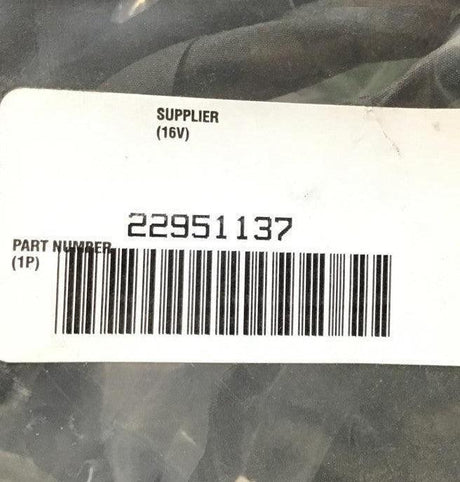 SUPPLIER
(16V)
22951137
PART NUMBER
(1P)